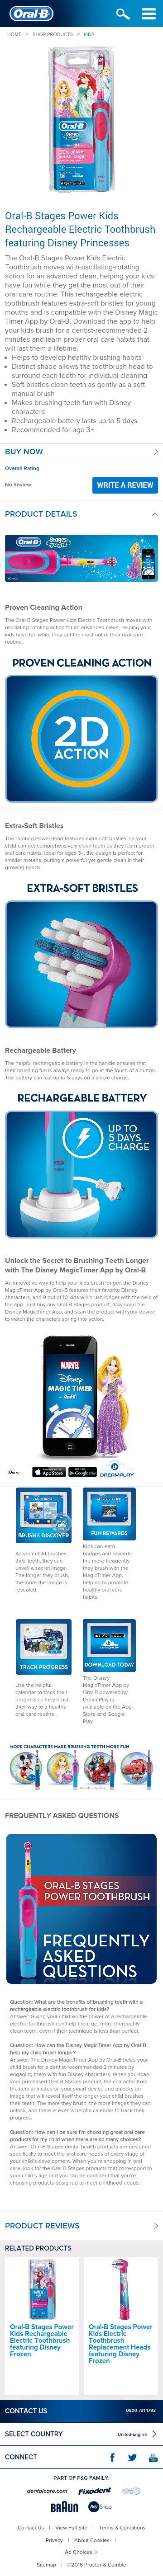 Oral-B
HOME > SHOP PRODUCTS > KIDS
Oral-B Stages Power Kids
Rechargeable Electric Toothbrush
featuring Disney Princesses
The Oral-B Stages Power Kids Electric
Toothbrush moves with oscillating-rotating
action for an advanced clean, helping your kids
have fun while they get the most of their of their
oral care routine. This rechargeable electric
toothbrush features extra-soft bristles for young
mouths and is compatible with the Disney Magic
Timer App by Oral-B. Download the app to help
your kids brush for a dentist-recommended 2
minutes and learn proper oral care habits that
will last them a lifetime.
• Help to develop healthy brushing habits
• Distinct shape allows the toothbrush head to surround each tooth for individual cleaning
• Soft bristles clean teeth as gently as a soft manual brush
• Makes brushing teeth fun with Disney characters
• Rechargeable battery lasts up to 5 days
• Recommended for age 3+
BUY NOW
Overall Rating
No Review
WRITE A REVIEW
PRODUCT DETAILS
Oral-B Stages
Proven Cleaning Action
The Oral-B Stages Power Kids Electric Toothbrush moves with
oscillating-rotating action for an advanced clean, helping your
kids have fun while they get the most out of their oral care
routine.
PROVEN CLEANING ACTION
2D
ACTION
Extra-Soft Bristles
The rotating PowerHead features extra-soft bristles, so your
child can get comprehensively clean teeth as they learn proper
oral care habits. Ideal for ages 3+, the design is perfect for
smaller mouths, putting a powerful yet gentle clean in their
growing hands.
EXTRA-SOFT BRISTLES
Rechargeable Battery
The helpful rechargeable battery in the handle ensures that
their brushing fun is always ready to go at the touch of a button.
The battery can last up to 5 days on a single charge.
RECHARGEABLE BATTERY
UP TO
5 DAYS
CHARGE
Unlock the Secret to Brushing Teeth Longer
with The Disney MagicTimer App by Oral-B
An innovative way to help your kids brush longer, the Disney
MagicTimer App by Oral-B features their favorite Disney
characters, and 9 out of 10 kids will brush longer with the help of
the app. Just buy any Oral-B Stages product, download the
Disney MagicTimer App, and scan the product with your device
to watch the characters spring into action.
MARVEL
Disney
MAGIC TIMER
by Oral-B
App Store
Google play
DREAMPLAY
BRUSH & DISCOVER
As your child brushes
their teeth, they can
unveil a secret image.
The longer they brush,
the more the image is
revealed.
FUN REWARDS
Kids can earn
badges and rewards
the more frequently
they brush with the
MagicTimer App,
helping to promote
healthy oral care
habits.
TRACK PROGRESS
Use the helpful
calendar to track their
progress as they brush
their way to a healthy
oral care routine.
DOWNLOAD TODAY
The Disney
MagicTimer App by
Oral-B powered by
DreamPlay is
available on the App
Store and Google
Play
MORE CHARACTERS MAKE BRUSHING TEETH MORE FUN
FREQUENTLY ASKED QUESTIONS
ORAL-B STAGES
POWER TOOTHBRUSH
FREQUENTLY
ASKED
QUESTIONS
Question: What are the benefits of brushing teeth with a
rechargeable electric toothbrush for kids?
Answer: Giving your children the power of a rechargeable
electric toothbrush can help them get more thoroughly
clean teeth, even if their technique is less than perfect.
Question: How can the Disney MagicTimer App by Oral-B
help my child brush longer?
Answer: The Disney MagicTimer App by Oral-B helps your
child brush for the dentist-recommended 2 minutes by
engaging them with fun Disney characters. When you scan
your purchased Oral-B Stages product, the character from
the item animates on your smart device and unlocks an
image that will be revealed the longer your child brushes
their teeth. The more they brush, the more images they can
unlock, and there is even a helpful calendar to track their
progress.
Question: How can I be sure I'm choosing great oral care
products for my child when there are so many choices?
Answer: Oral-B Stages dental health products are designed
specifically to meet the oral care needs of every stage of
your child's development. When you're shopping in oral
care, look for the Oral-B Stages products that correspond to
your child's age and you can be confident that you're
choosing products designed to meet childhood needs.
PRODUCT REVIEWS
RELATED PRODUCTS
Oral-B Stages Power
Kids Rechargeable
Electric Toothbrush
featuring Disney
Frozen
Oral-B Stages Power
Kids Electric
Toothbrush
Replacement Heads
featuring Disney
Frozen
CONTACT US
0800 731 1792
SELECT COUNTRY
United-English
CONNECT
PART OF P&G FAMILY:
dentalcare.com
Fixodent
BRAUN
P&G Shop
Contact Us | View Full Site | Terms & Conditions
Privacy | About Cookies |
Ad Choices
Sitemap | ©2016 Procter & Gamble